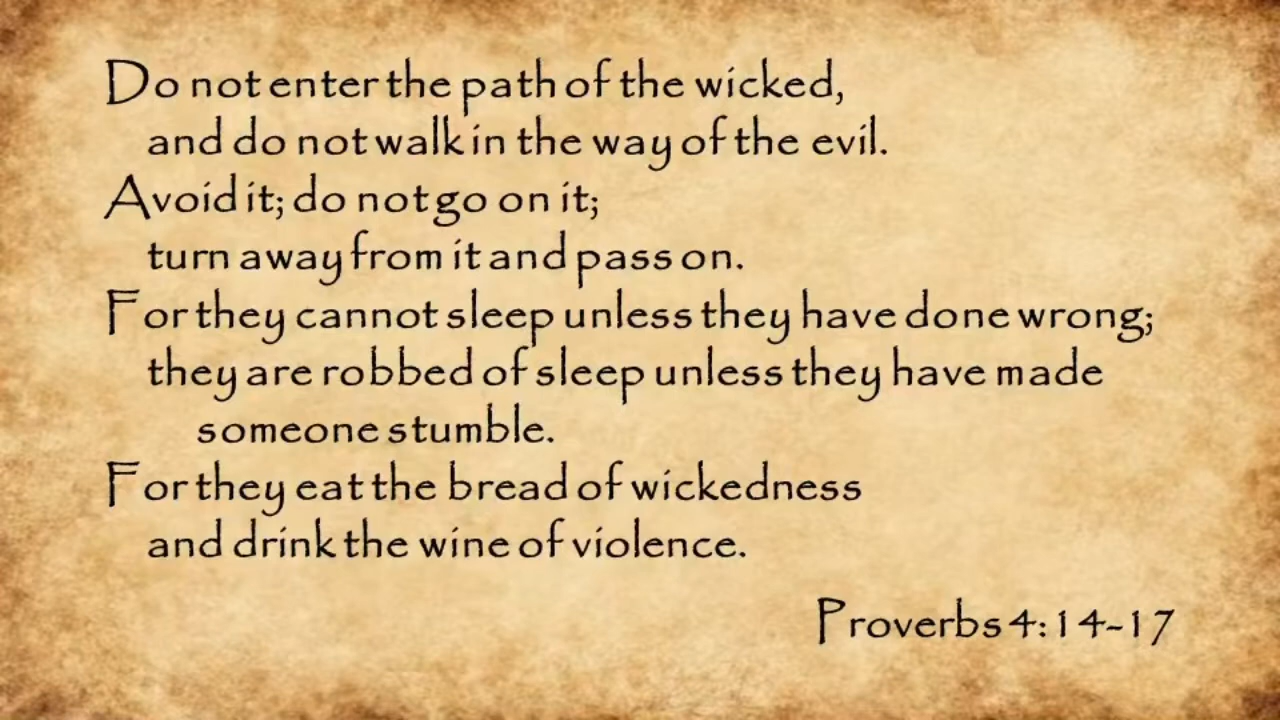 Do not enter the path of the wicked,
and do not walk in the way of the evil.
Avoid it; do not go on it;
turn away from it and pass on.
For they cannot sleep unless they have done wrong;
they are robbed of sleep unless they have made
someone stumble.
For they eat the bread of wickedness
and drink the wine of violence.
Proverbs 4:14-17